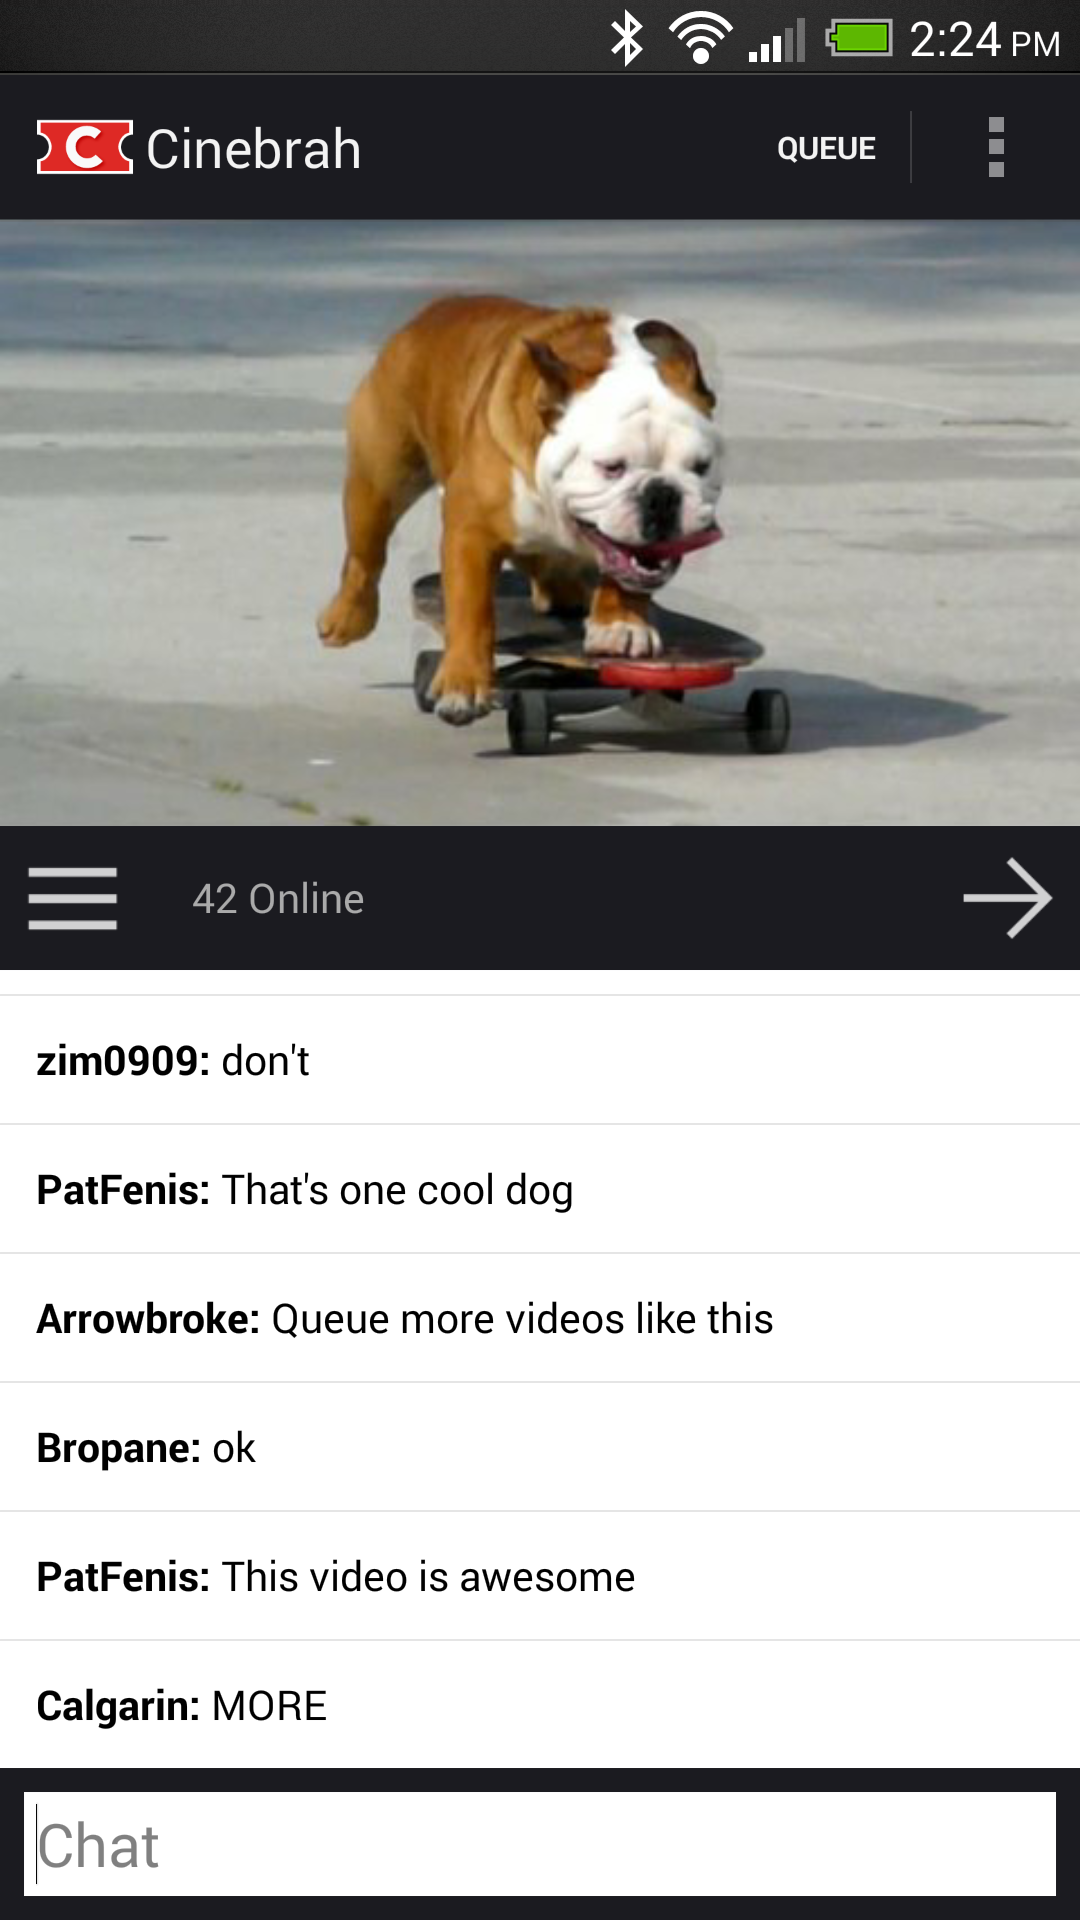 2:24 PM
C Cinebrah
QUEUE
42 Online
zim0909: don't
PatFenis: That's one cool dog
Arrowbroke: Queue more videos like this
Bropane: ok
PatFenis: This video is awesome
Calgarin: MORE
Chat